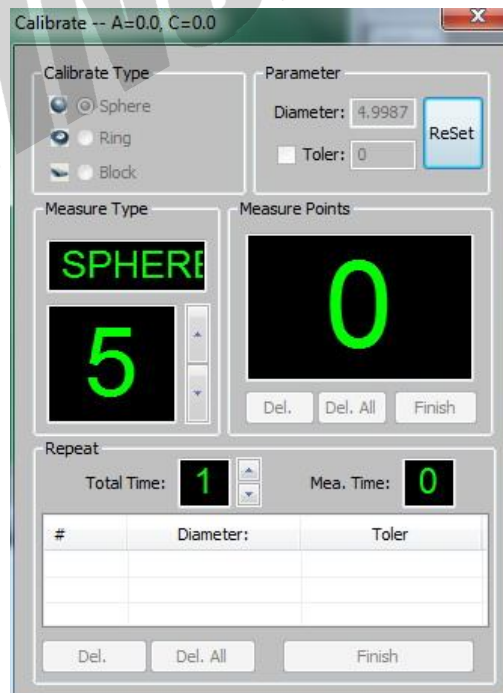 Calibrate -- A=0.0, C=0.0
Calibrate Type
Sphere
Ring
Block
Parameter
Diameter: 4.9987
Toler: 0
ReSet
Measure Type
SPHERE
5
Measure Points
0
Del. Del. All Finish
Repeat
Total Time: 1 Mea. Time: 0
# Diameter: Toler
Del. Del. All Finish